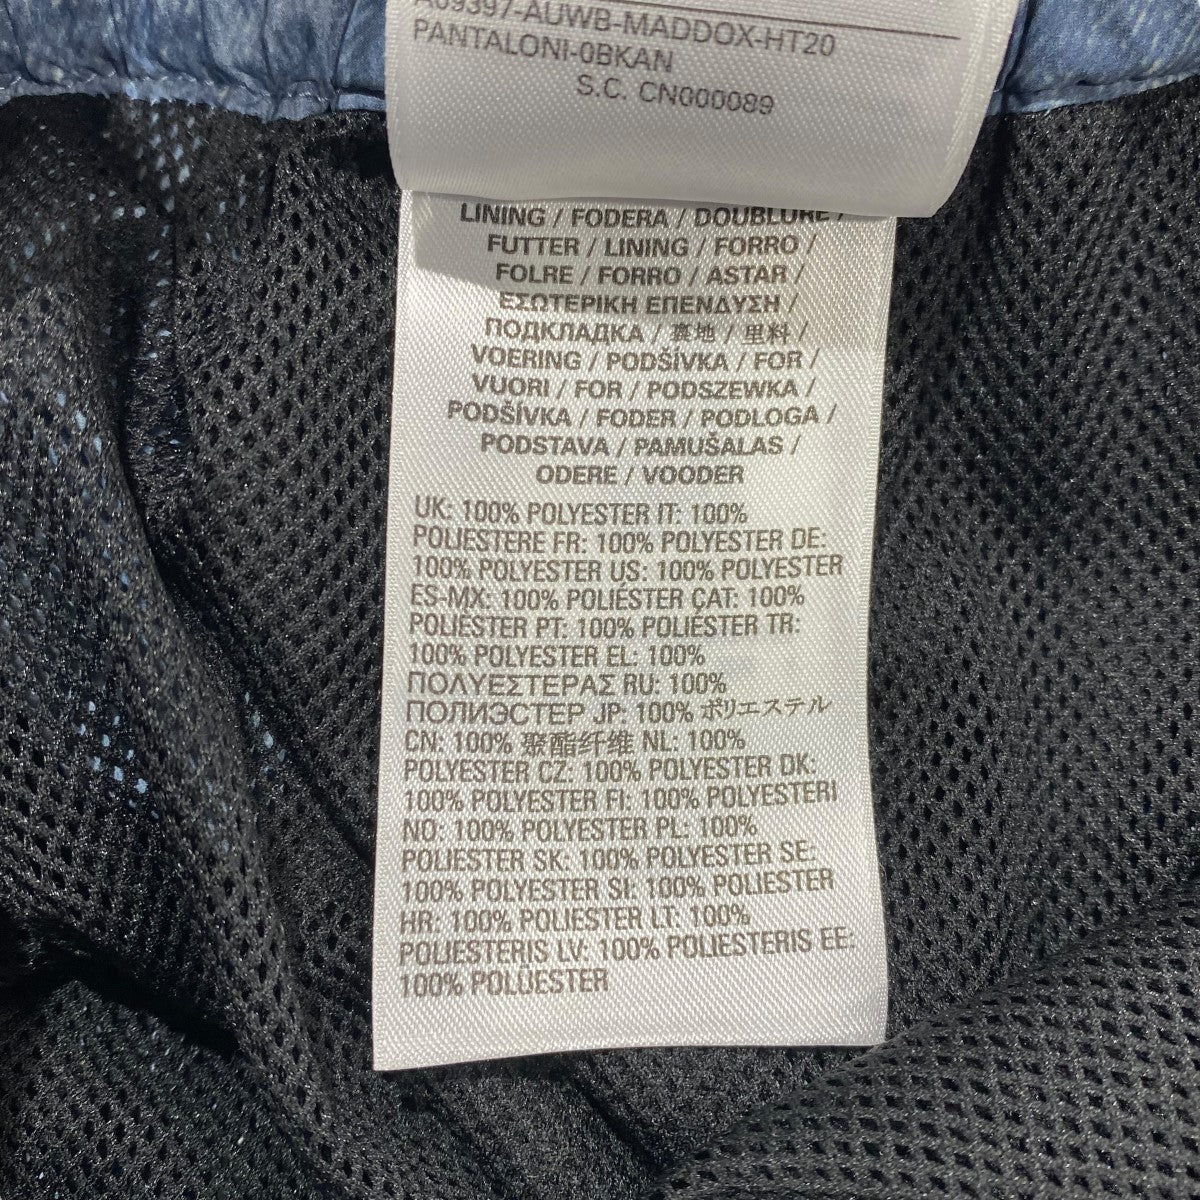 A09397-AUWB-MADDOX-HT20
PANTALONI-0BKAN
S.C. CN000089
LINING / FODERA / DOUBLURE /
FUTTER / LINING / FORRO /
FOLRE / FORRO / ASTAR /
ΕΣΩΤΕΡΙΚΗ ΕΠΕΝΔΥΣΗ /
ПОДКЛАДКА / 裏地 / 里料 /
VOERING / PODŠÍVKA / FOR /
VUORI / FOR / PODSZEWKA /
PODŠÍVKA / FODER / PODLOGA /
PODSTAVA / PAMUŠALAS /
ODERE / VOODER
UK: 100% POLYESTER IT: 100%
POLIESTERE FR: 100% POLYESTER DE:
100% POLYESTER US: 100% POLYESTER
ES-MX: 100% POLIÉSTER CAT: 100%
POLIÈSTER PT: 100% POLIÉSTER TR:
100% POLYESTER EL: 100%
ΠΟΛΥΕΣΤΕΡΑΣ RU: 100%
ПОЛИЭСТЕР JP: 100% ポリエステル
CN: 100% 聚酯纤维 NL: 100%
POLYESTER CZ: 100% POLYESTER DK:
100% POLYESTER FI: 100% POLYESTERI
NO: 100% POLYESTER PL: 100%
POLIESTER SK: 100% POLYESTER SE:
100% POLYESTER SI: 100% POLIESTER
HR: 100% POLIESTER LT: 100%
POLIESTERIS LV: 100% POLIESTERIS EE:
100% POLÜESTER